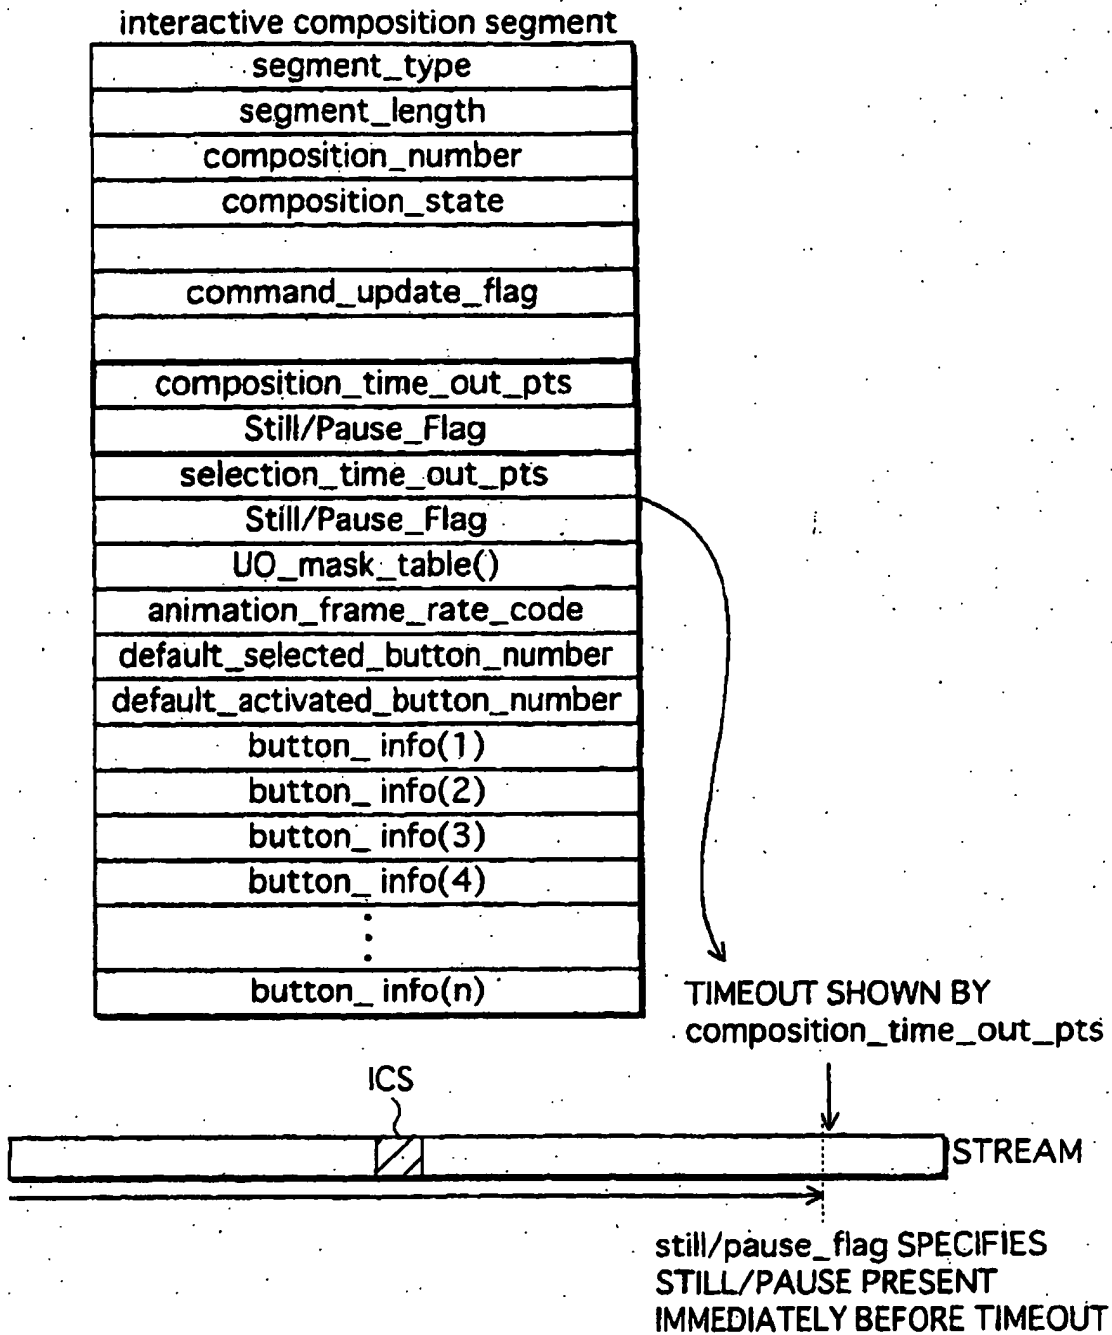 interactive composition segment
segment_type
segment_length
composition_number
composition_state
command_update_flag
composition_time_out_pts
Still/Pause_Flag
selection_time_out_pts
Still/Pause_Flag
UO_mask_table()
animation_frame_rate_code
default_selected_button_number
default_activated_button_number
button_ info(1)
button_ info(2)
button_ info(3)
button_ info(4)
button_ info(n)
TIMEOUT SHOWN BY
composition_time_out_pts
ICS
STREAM
still/pause_flag SPECIFIES
STILL/PAUSE PRESENT
IMMEDIATELY BEFORE TIMEOUT